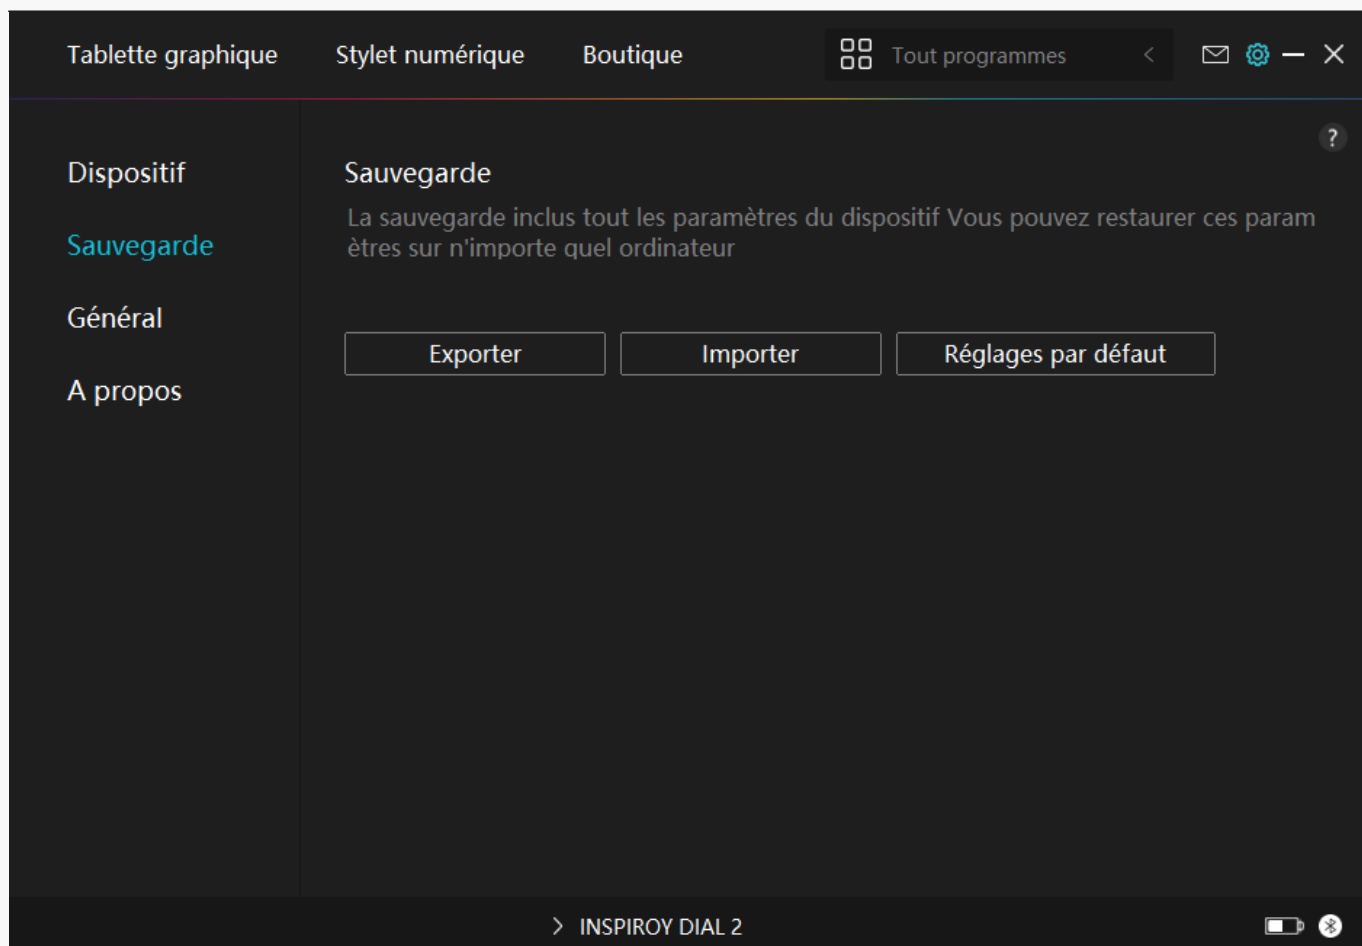 Tablette graphique Stylet numérique Boutique Tout programmes
?
Dispositif
Sauvegarde
Général
A propos
Sauvegarde
La sauvegarde inclus tout les paramètres du dispositif Vous pouvez restaurer ces param
ètres sur n'importe quel ordinateur
Exporter Importer Réglages par défaut
INSPIROY DIAL 2